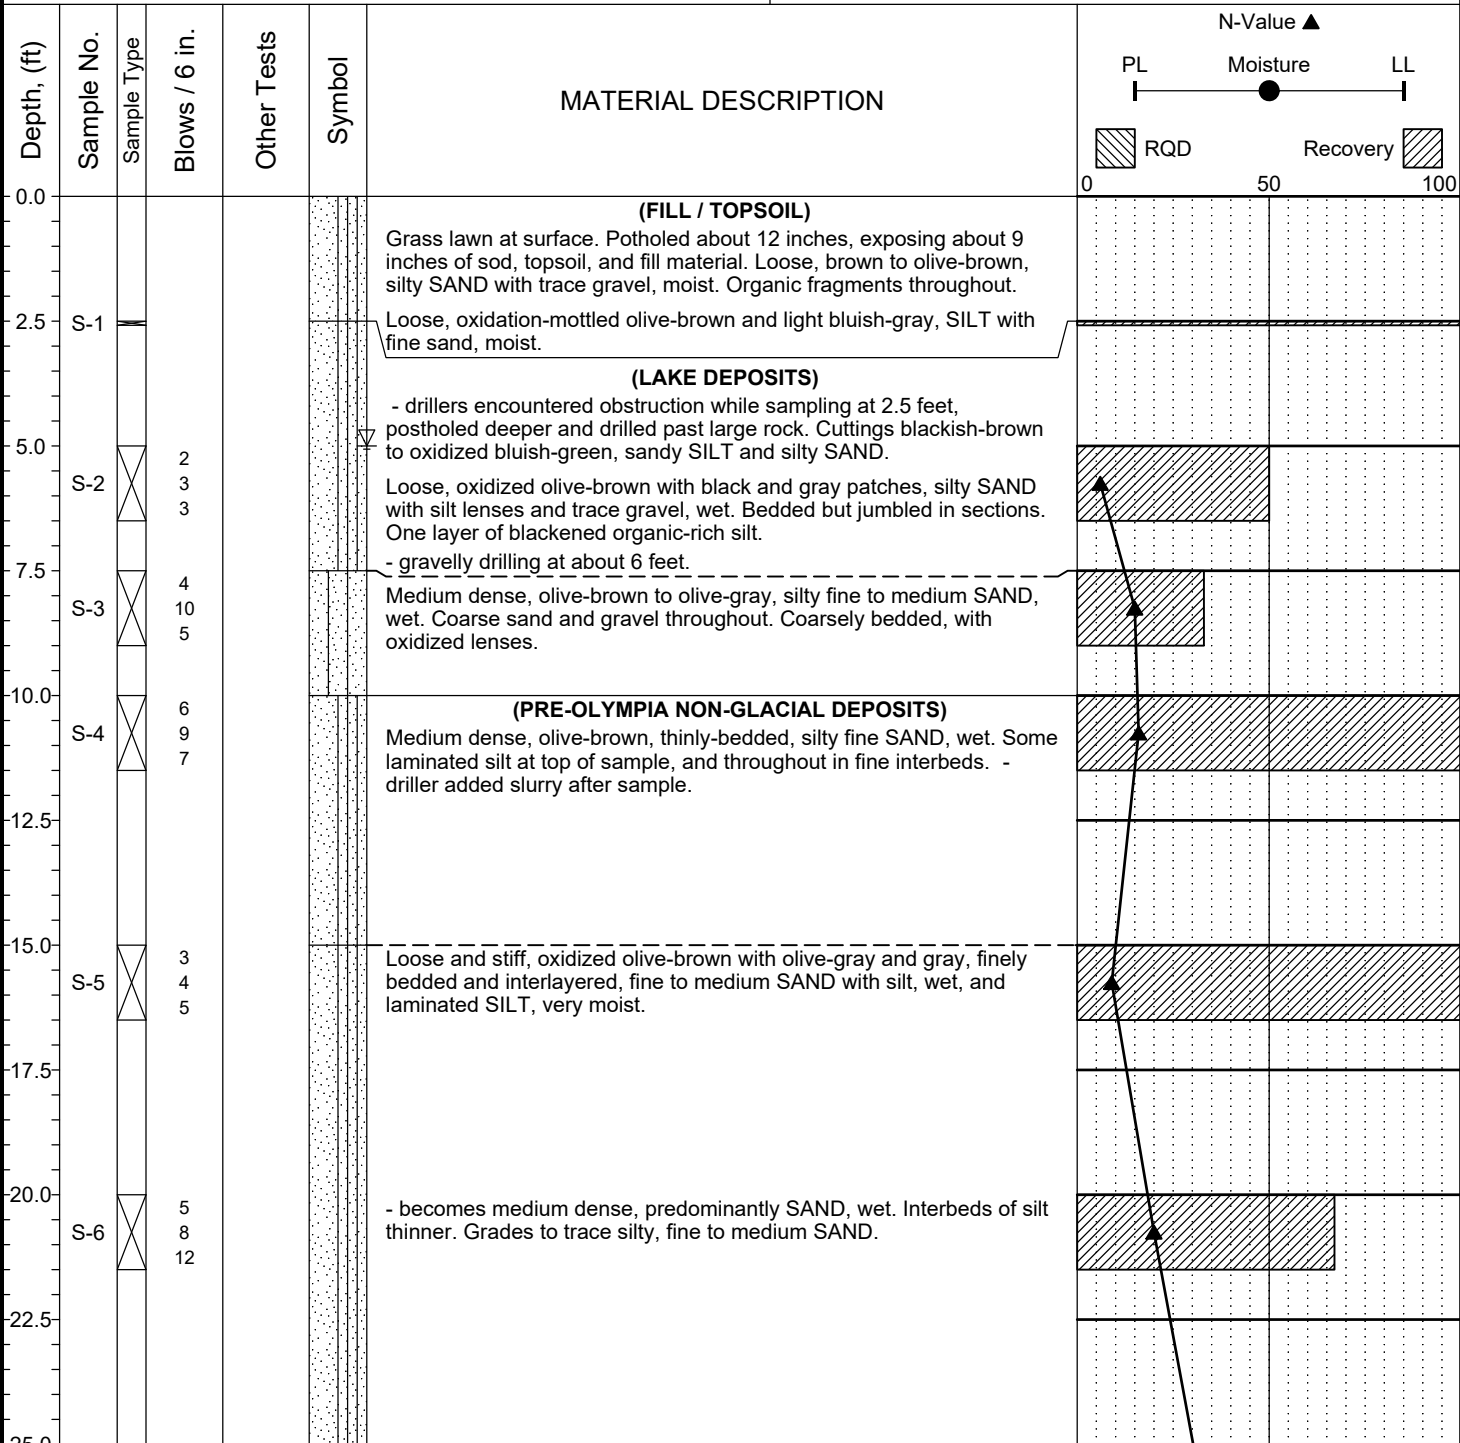 Depth, (ft)
Sample No.
Sample Type
Blows / 6 in.
Other Tests
Symbol
MATERIAL DESCRIPTION
N-Value ▲
PL Moisture LL
RQD Recovery
0 50 100
0.0
(FILL / TOPSOIL)
Grass lawn at surface. Potholed about 12 inches, exposing about 9
inches of sod, topsoil, and fill material. Loose, brown to olive-brown,
silty SAND with trace gravel, moist. Organic fragments throughout.
2.5 S-1
Loose, oxidation-mottled olive-brown and light bluish-gray, SILT with
fine sand, moist.
(LAKE DEPOSITS)
- drillers encountered obstruction while sampling at 2.5 feet,
postholed deeper and drilled past large rock. Cuttings blackish-brown
to oxidized bluish-green, sandy SILT and silty SAND.
5.0
S-2
2
3
3
Loose, oxidized olive-brown with black and gray patches, silty SAND
with silt lenses and trace gravel, wet. Bedded but jumbled in sections.
One layer of blackened organic-rich silt.
- gravelly drilling at about 6 feet.
7.5
S-3
4
10
5
Medium dense, olive-brown to olive-gray, silty fine to medium SAND,
wet. Coarse sand and gravel throughout. Coarsely bedded, with
oxidized lenses.
10.0
S-4
6
9
7
(PRE-OLYMPIA NON-GLACIAL DEPOSITS)
Medium dense, olive-brown, thinly-bedded, silty fine SAND, wet. Some
laminated silt at top of sample, and throughout in fine interbeds. -
driller added slurry after sample.
12.5
15.0
S-5
3
4
5
Loose and stiff, oxidized olive-brown with olive-gray and gray, finely
bedded and interlayered, fine to medium SAND with silt, wet, and
laminated SILT, very moist.
17.5
20.0
S-6
5
8
12
- becomes medium dense, predominantly SAND, wet. Interbeds of silt
thinner. Grades to trace silty, fine to medium SAND.
22.5
25.0